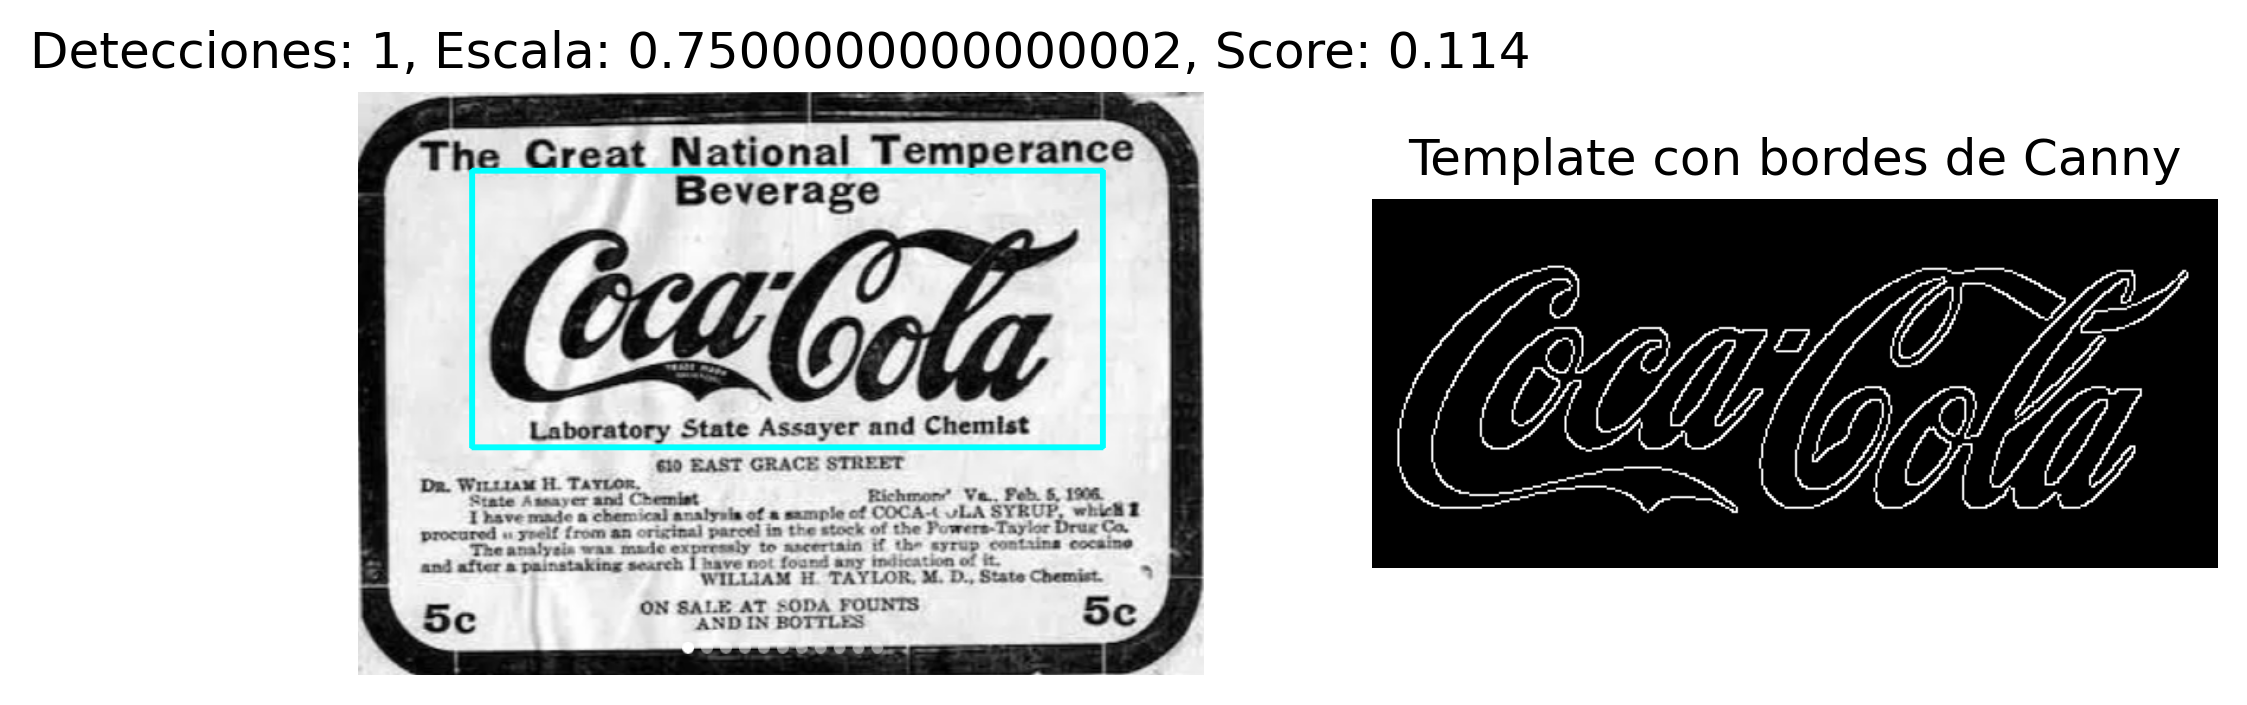 Detecciones: 1, Escala: 0.7500000000000002, Score: 0.114
The Great National Temperance
Beverage
Coca-Cola
TRADE MARK
Laboratory State Assayer and Chemist
610 EAST GRACE STREET
DR. WILLIAM H. TAYLOR,
State Assayer and Chemist
Richmond Va., Feb. 5, 1906.
I have made a chemical analysis of a sample of COCA-COLA SYRUP, which I
procured myself from an original parcel in the stock of the Powers-Taylor Drug Co.
The analysis was made expressly to ascertain if the syrup contains cocaine
and after a painstaking search I have not found any indication of it.
WILLIAM H. TAYLOR, M. D., State Chemist.
5c
ON SALE AT SODA FOUNTS
AND IN BOTTLES
5c
Template con bordes de Canny
Coca-Cola